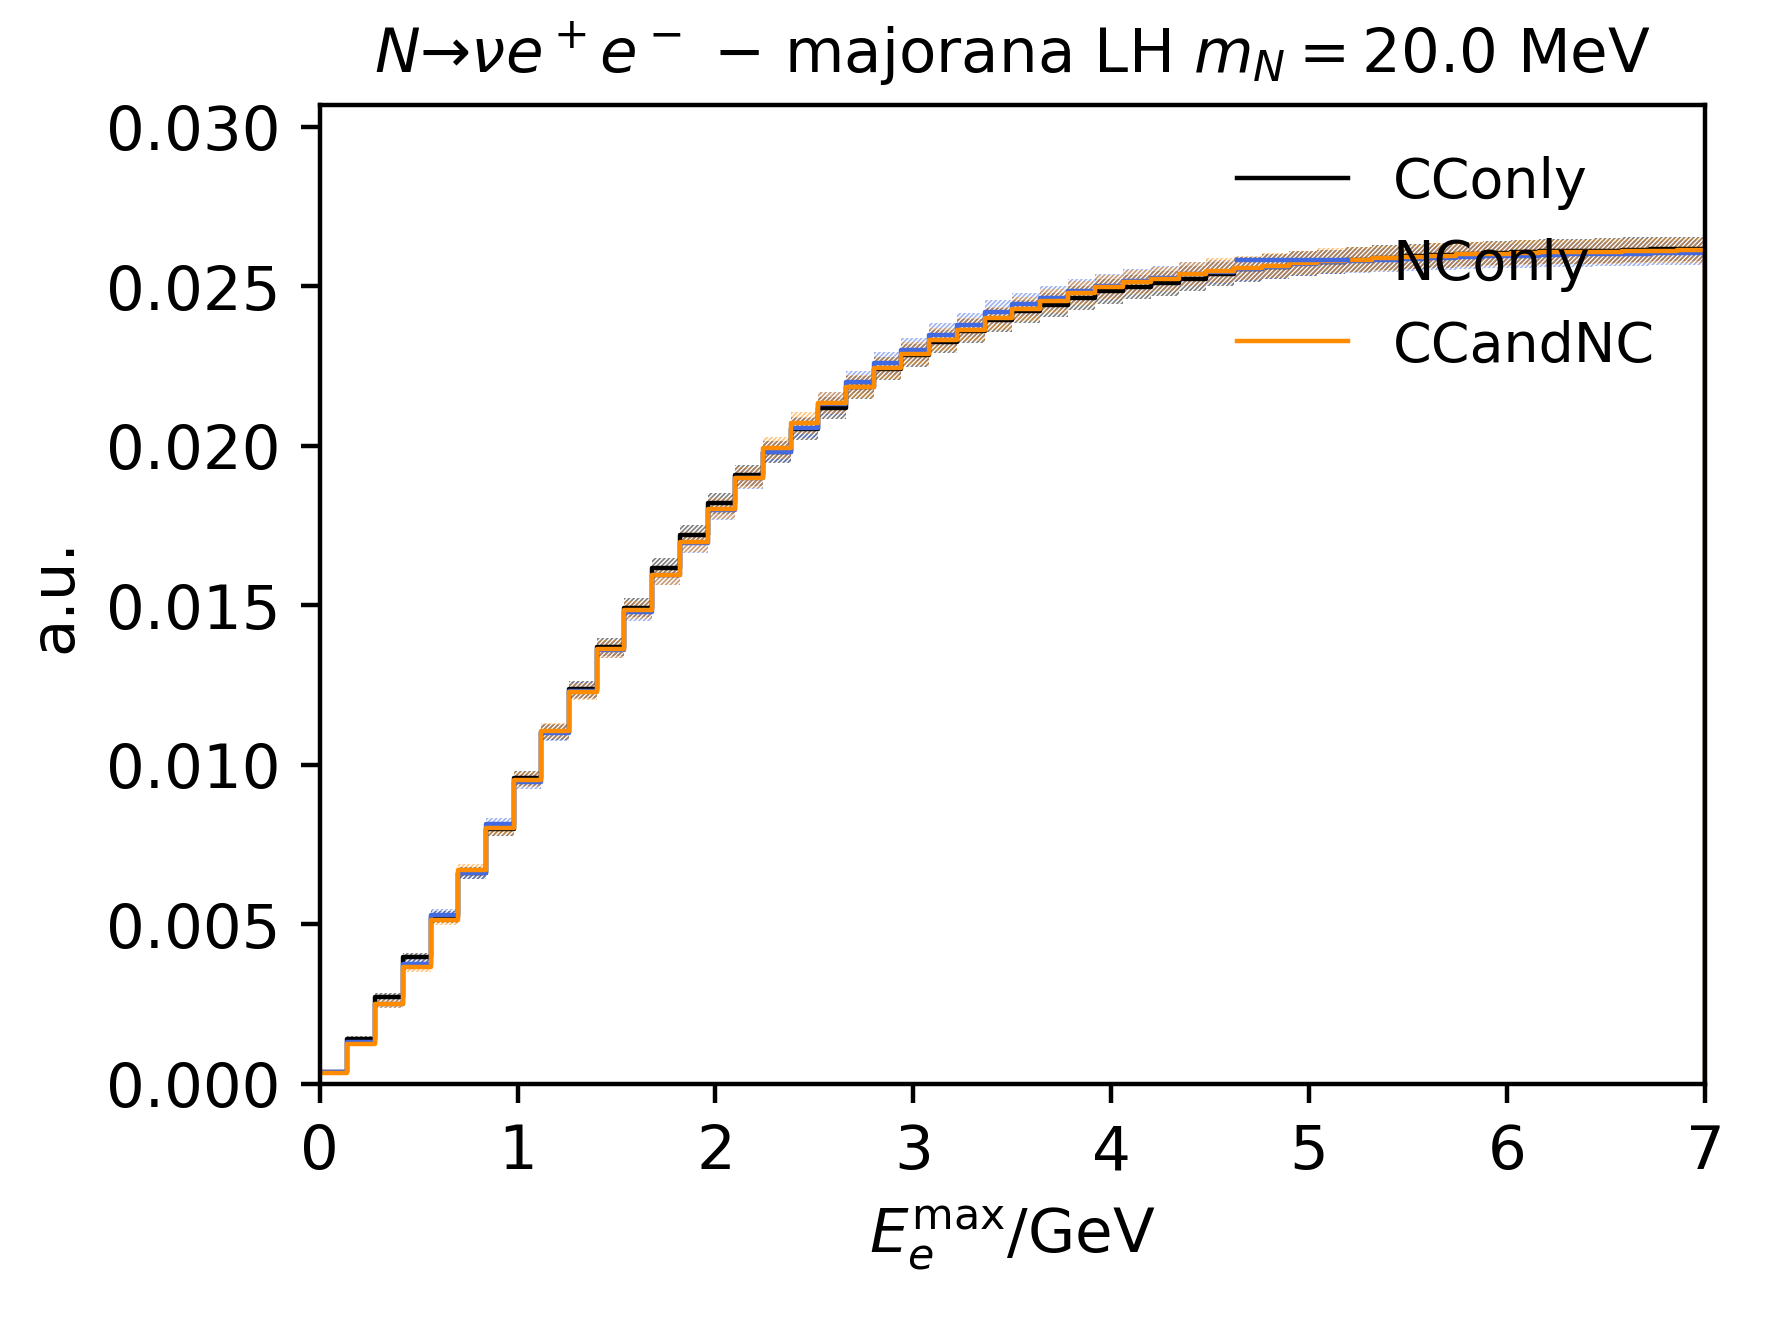 N→νe⁺e⁻ − majorana LH m_N = 20.0 MeV
0.030
0.025
0.020
0.015
0.010
0.005
0.000
a.u.
CConly
NConly
CCandNC
0 1 2 3 4 5 6 7
E_e^max/GeV